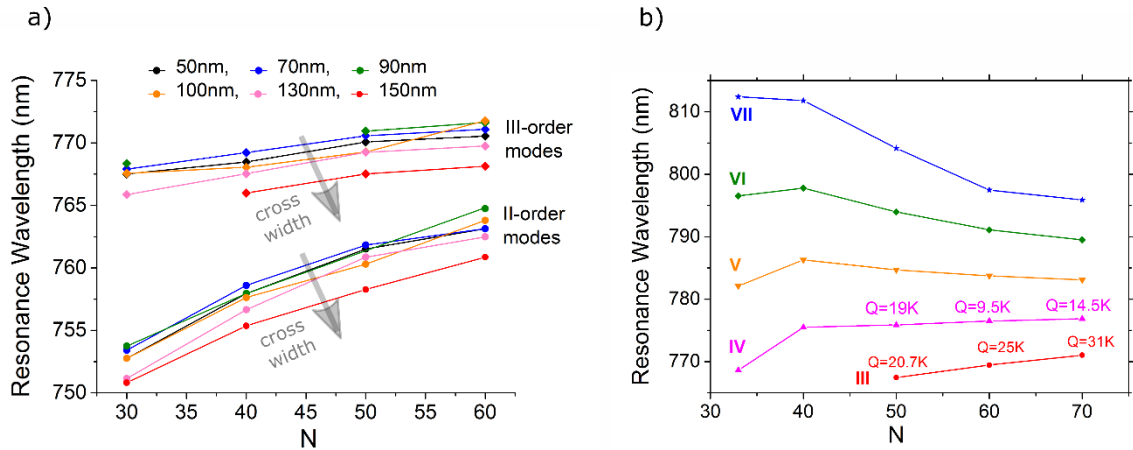 a)
50nm, 70nm, 90nm
100nm, 130nm, 150nm
Resonance Wavelength (nm)
775
770
765
760
755
750
III-order
modes
cross
width
II-order
modes
cross
width
30 35 40 45 50 55 60
N
b)
Resonance Wavelength (nm)
810
800
790
780
770
VII
VI
V
IV
Q=19K Q=9.5K Q=14.5K
III
Q=20.7K Q=25K Q=31K
30 40 50 60 70
N